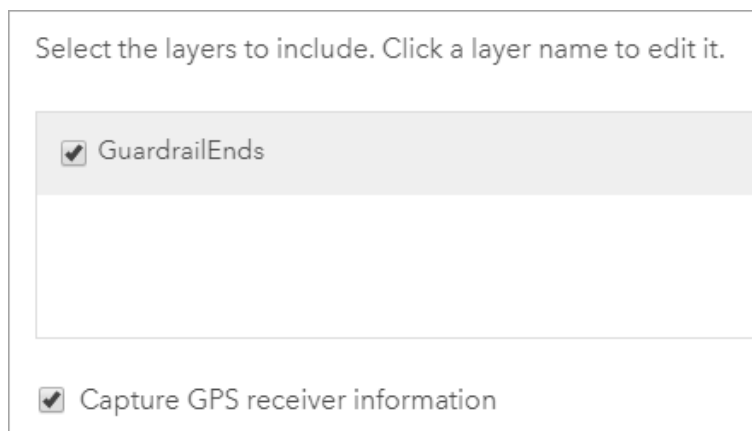 Select the layers to include. Click a layer name to edit it.
GuardrailEnds
Capture GPS receiver information